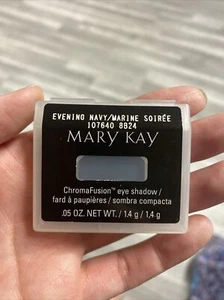 EVENING NAVY/MARINE SOIRÉE
107640 8B24
MARY KAY
ChromaFusion™ eye shadow/
fard à paupières / sombra compacta
.05 OZ. NET WT. / 1,4 g / 1,4 g